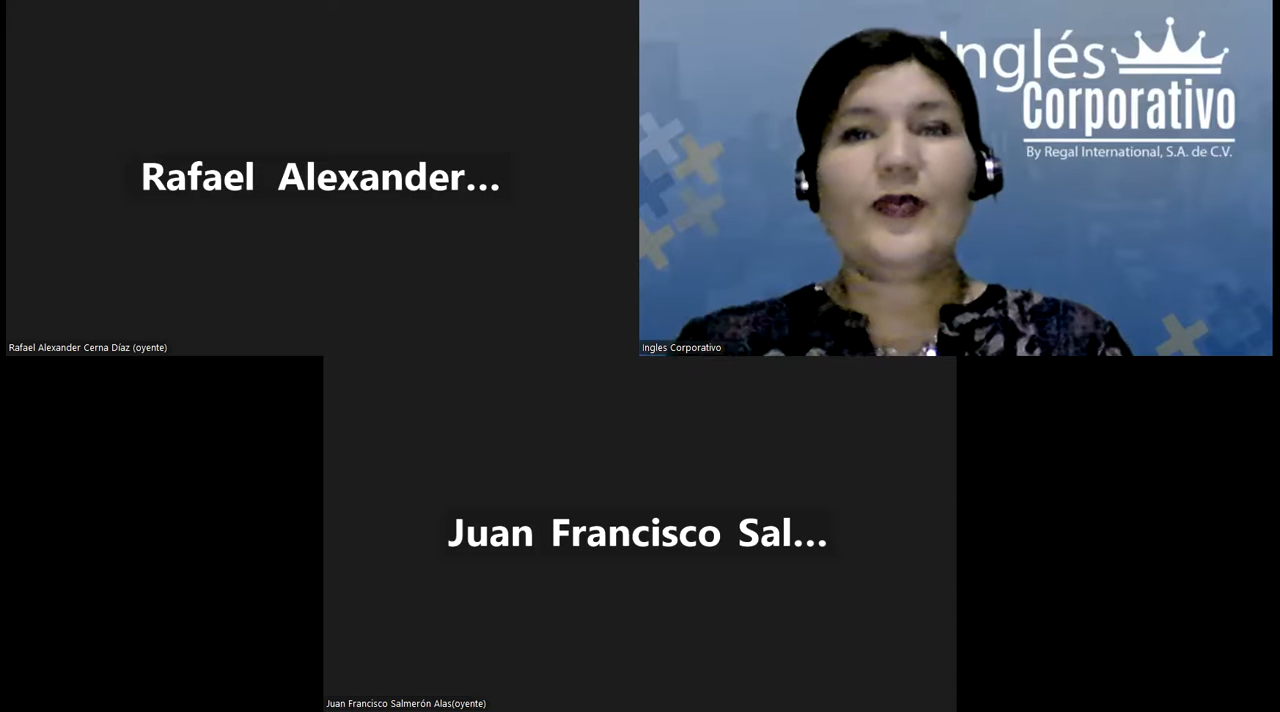 Rafael Alexander...
Rafael Alexander Cerna Díaz (oyente)
Inglés
Corporativo
By Regal International, S.A. de C.V.
Ingles Corporativo
Juan Francisco Sal...
Juan Francisco Salmerón Alas(oyente)